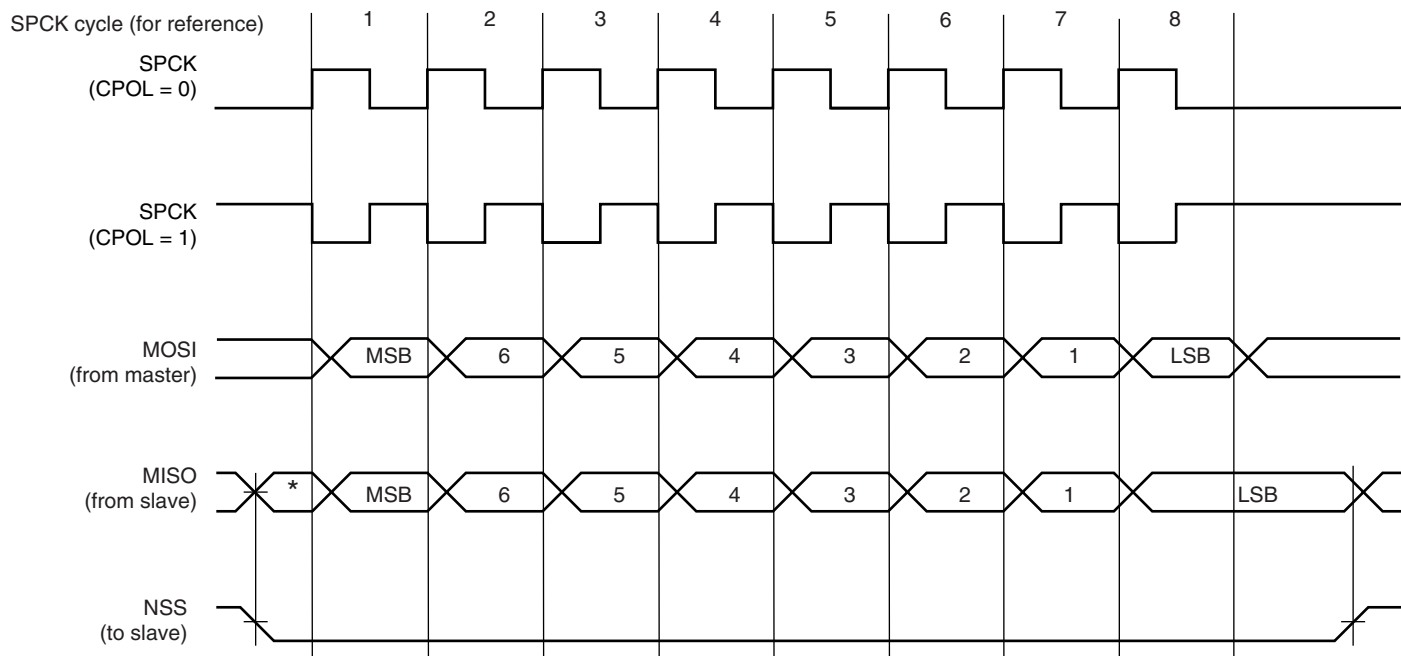 SPCK cycle (for reference)
1 2 3 4 5 6 7 8
SPCK
(CPOL = 0)
SPCK
(CPOL = 1)
MOSI
(from master)
MSB 6 5 4 3 2 1 LSB
MISO
(from slave)
* MSB 6 5 4 3 2 1 LSB
NSS
(to slave)